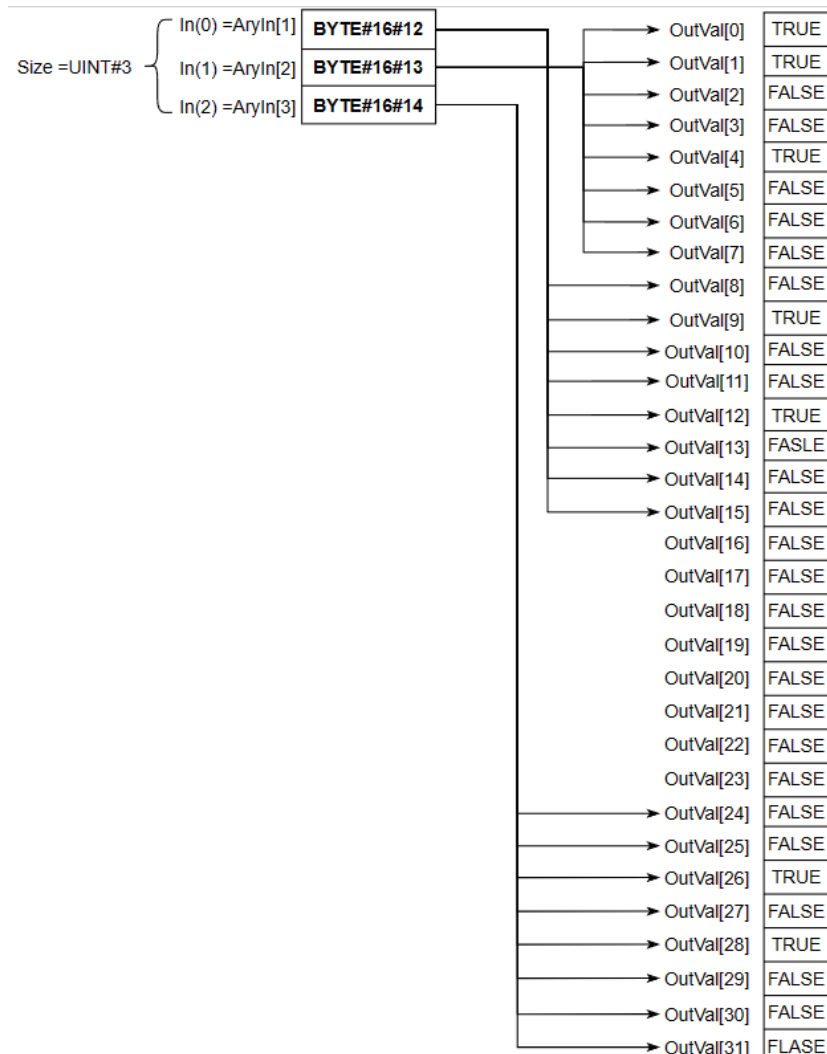 In(0) =AryIn[1] BYTE#16#12
Size =UINT#3 In(1) =AryIn[2] BYTE#16#13
In(2) =AryIn[3] BYTE#16#14
OutVal[0] TRUE
OutVal[1] TRUE
OutVal[2] FALSE
OutVal[3] FALSE
OutVal[4] TRUE
OutVal[5] FALSE
OutVal[6] FALSE
OutVal[7] FALSE
OutVal[8] FALSE
OutVal[9] TRUE
OutVal[10] FALSE
OutVal[11] FALSE
OutVal[12] TRUE
OutVal[13] FASLE
OutVal[14] FALSE
OutVal[15] FALSE
OutVal[16] FALSE
OutVal[17] FALSE
OutVal[18] FALSE
OutVal[19] FALSE
OutVal[20] FALSE
OutVal[21] FALSE
OutVal[22] FALSE
OutVal[23] FALSE
OutVal[24] FALSE
OutVal[25] FALSE
OutVal[26] TRUE
OutVal[27] FALSE
OutVal[28] TRUE
OutVal[29] FALSE
OutVal[30] FALSE
OutVal[31] FLASE